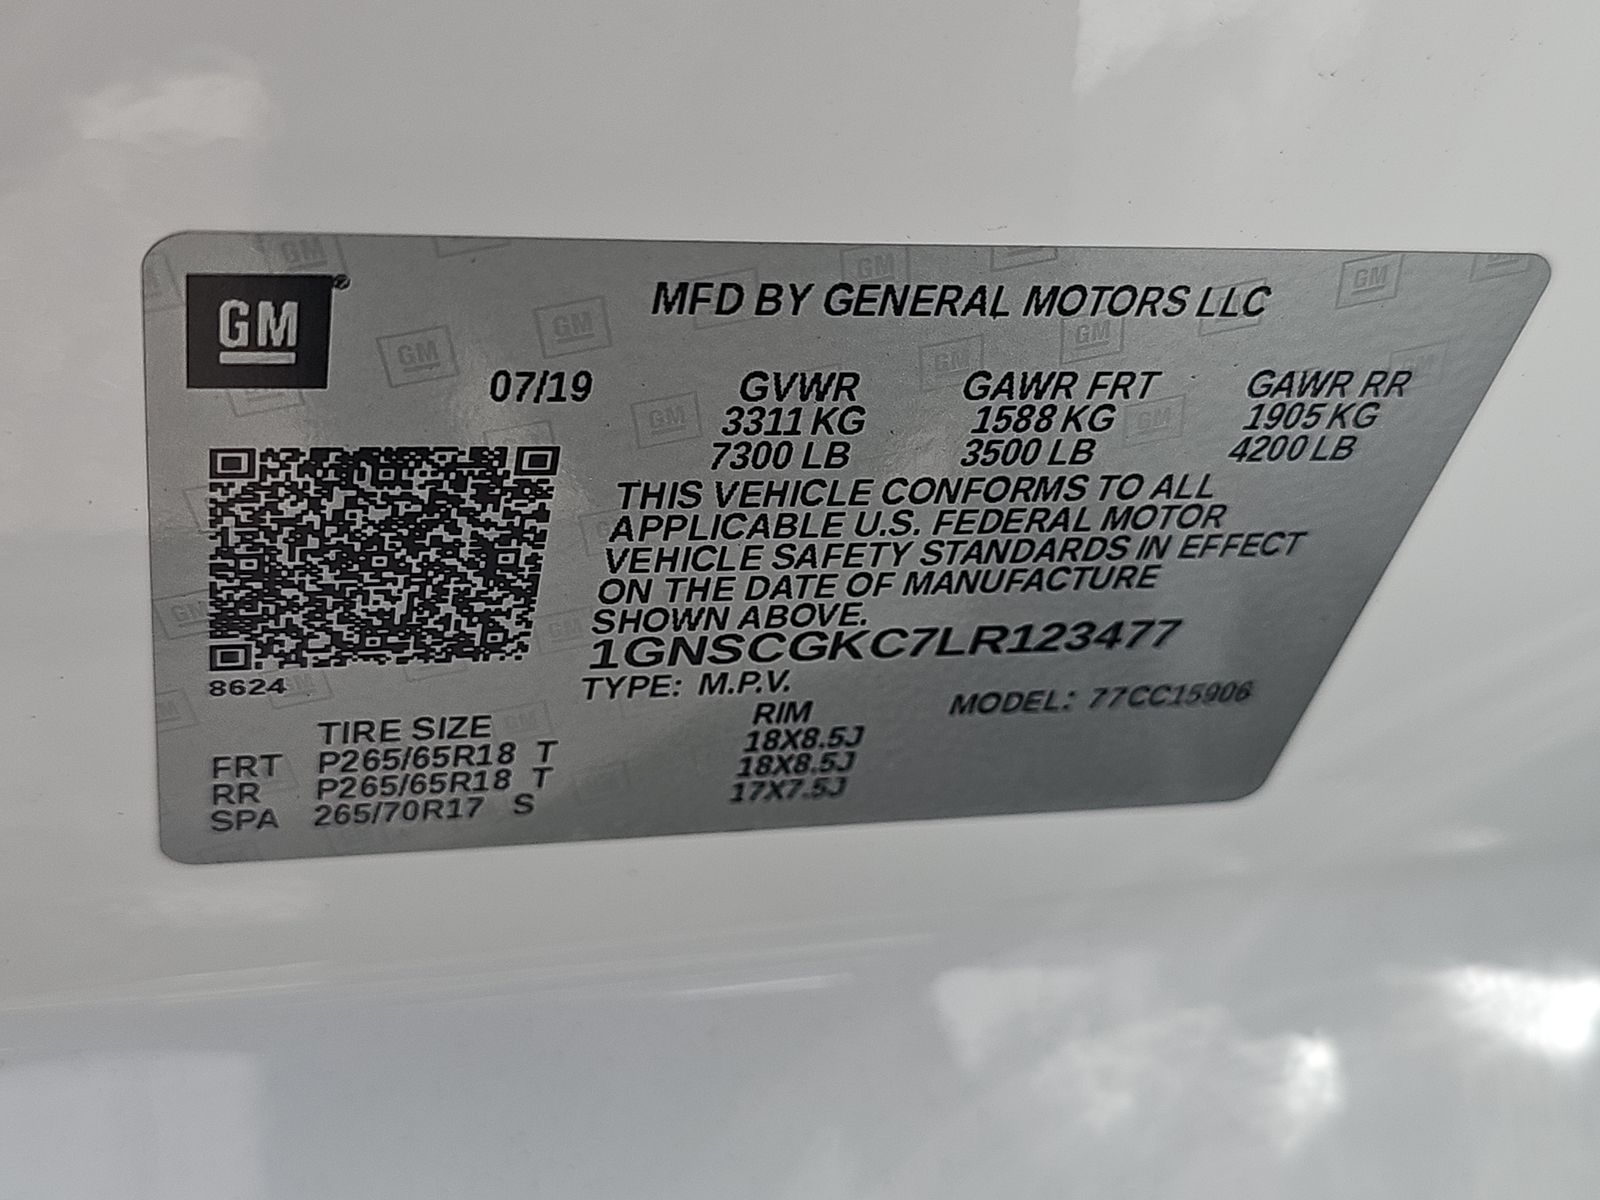 GM
MFD BY GENERAL MOTORS LLC
07/19 GVWR GAWR FRT GAWR RR
3311 KG 1588 KG 1905 KG
7300 LB 3500 LB 4200 LB
THIS VEHICLE CONFORMS TO ALL
APPLICABLE U.S. FEDERAL MOTOR
VEHICLE SAFETY STANDARDS IN EFFECT
ON THE DATE OF MANUFACTURE
SHOWN ABOVE.
1GNSCGKC7LR123477
8624
TYPE: M.P.V. MODEL: 77CC15906
TIRE SIZE RIM
FRT P265/65R18 T 18X8.5J
RR P265/65R18 T 18X8.5J
SPA 265/70R17 S 17X7.5J